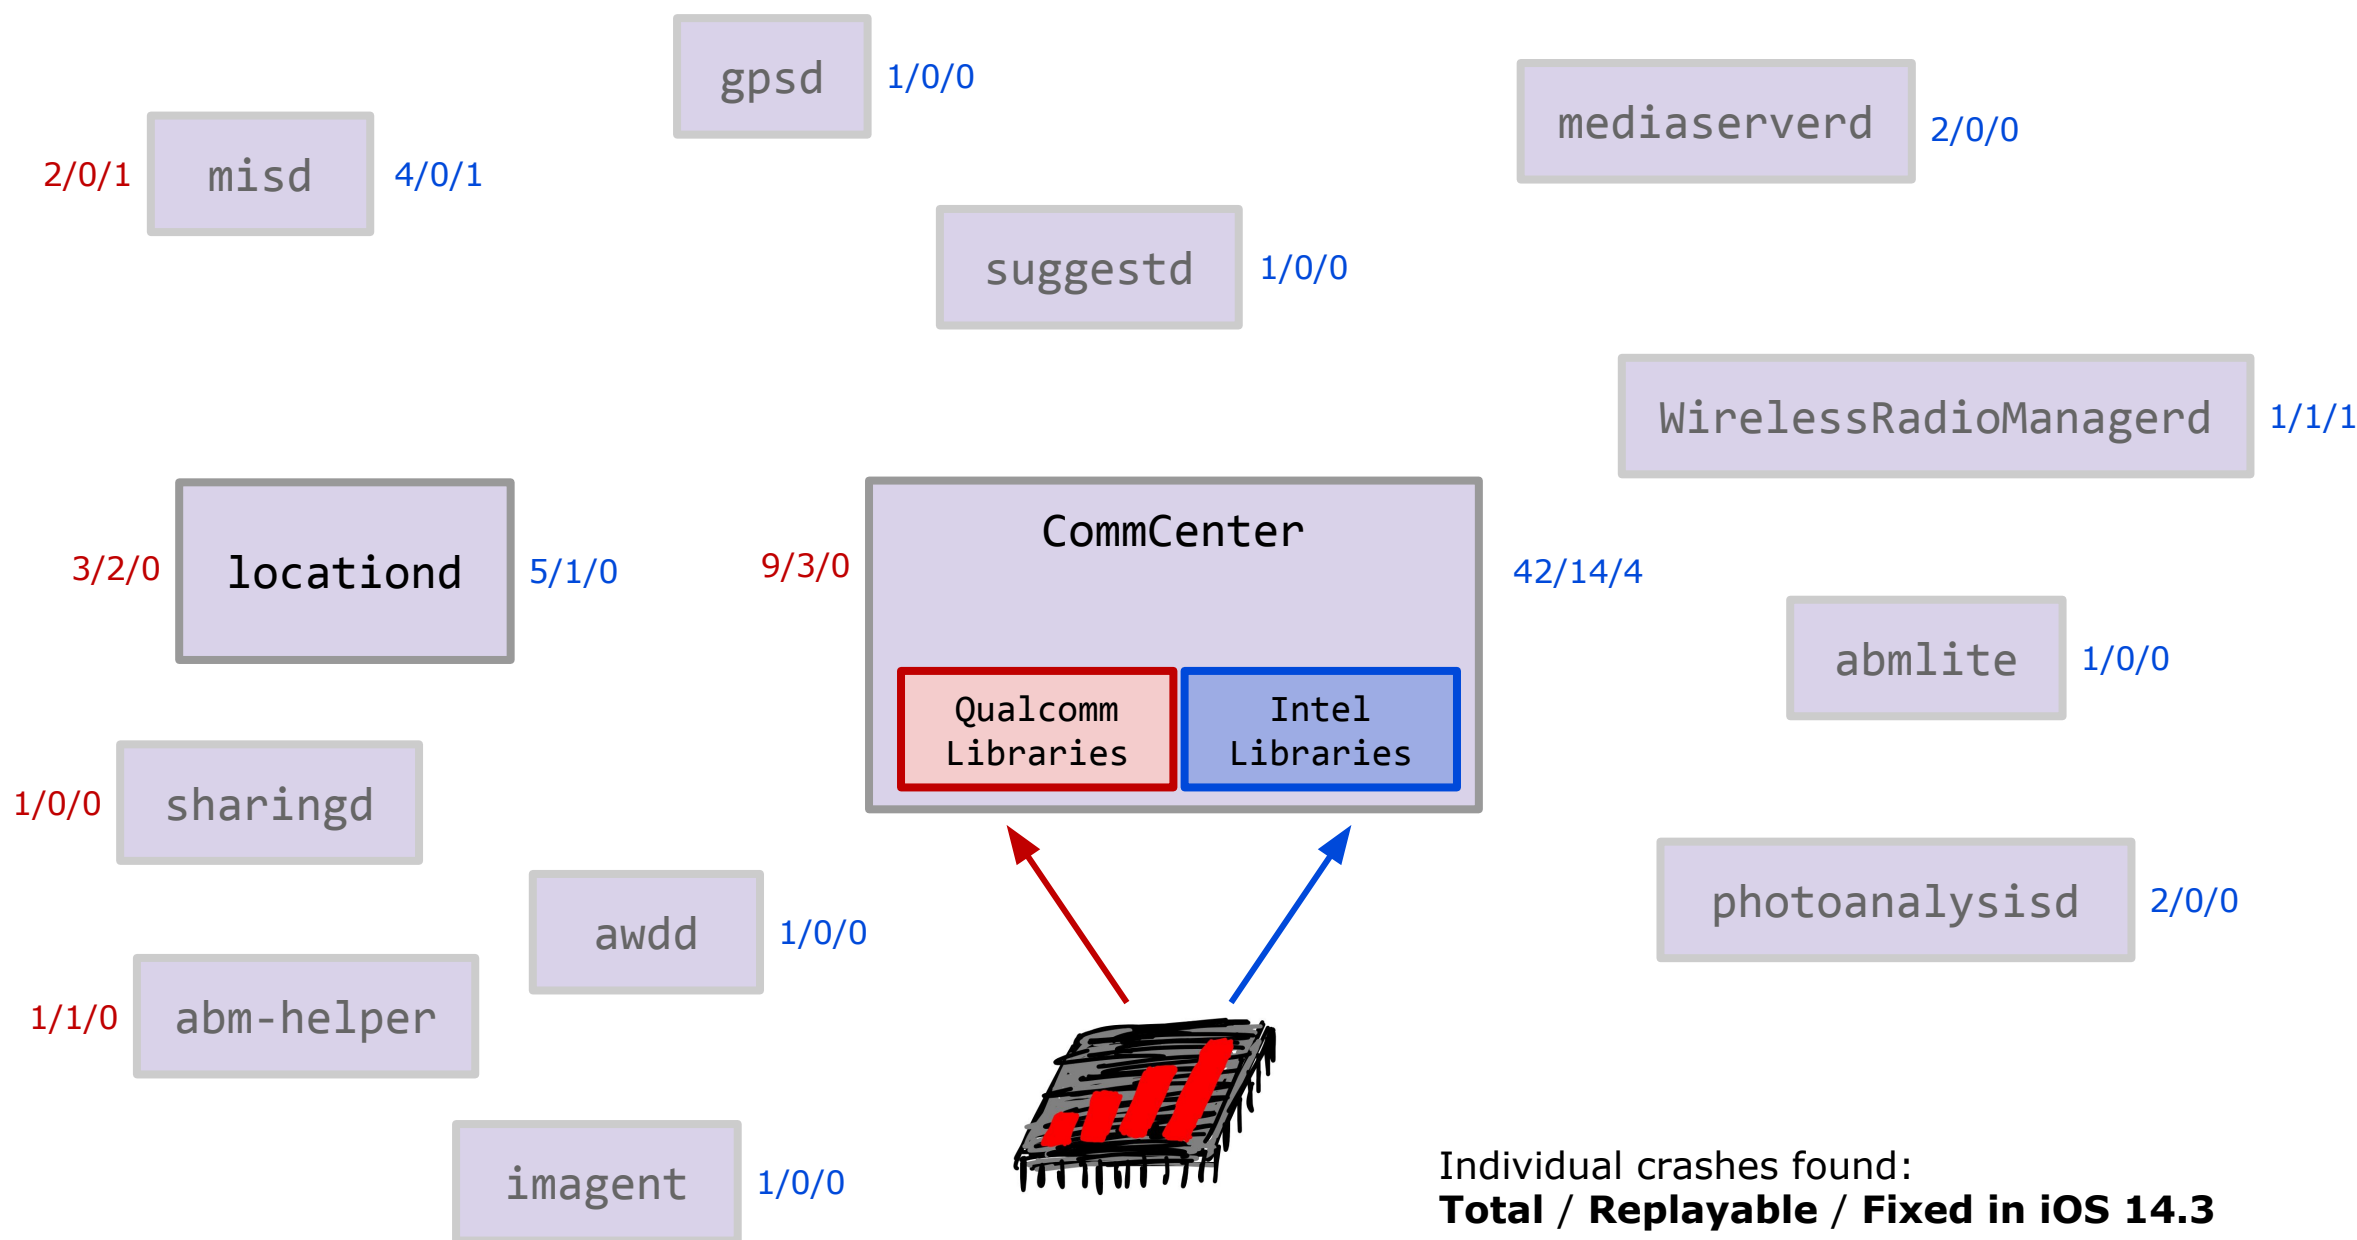 gpsd
1/0/0
mediaserverd
2/0/0
2/0/1
misd
4/0/1
suggestd
1/0/0
WirelessRadioManagerd
1/1/1
3/2/0
locationd
5/1/0
9/3/0
CommCenter
42/14/4
Qualcomm
Libraries
Intel
Libraries
abmlite
1/0/0
1/0/0
sharingd
awdd
1/0/0
photoanalysisd
2/0/0
1/1/0
abm-helper
imagent
1/0/0
Individual crashes found:
Total / Replayable / Fixed in iOS 14.3